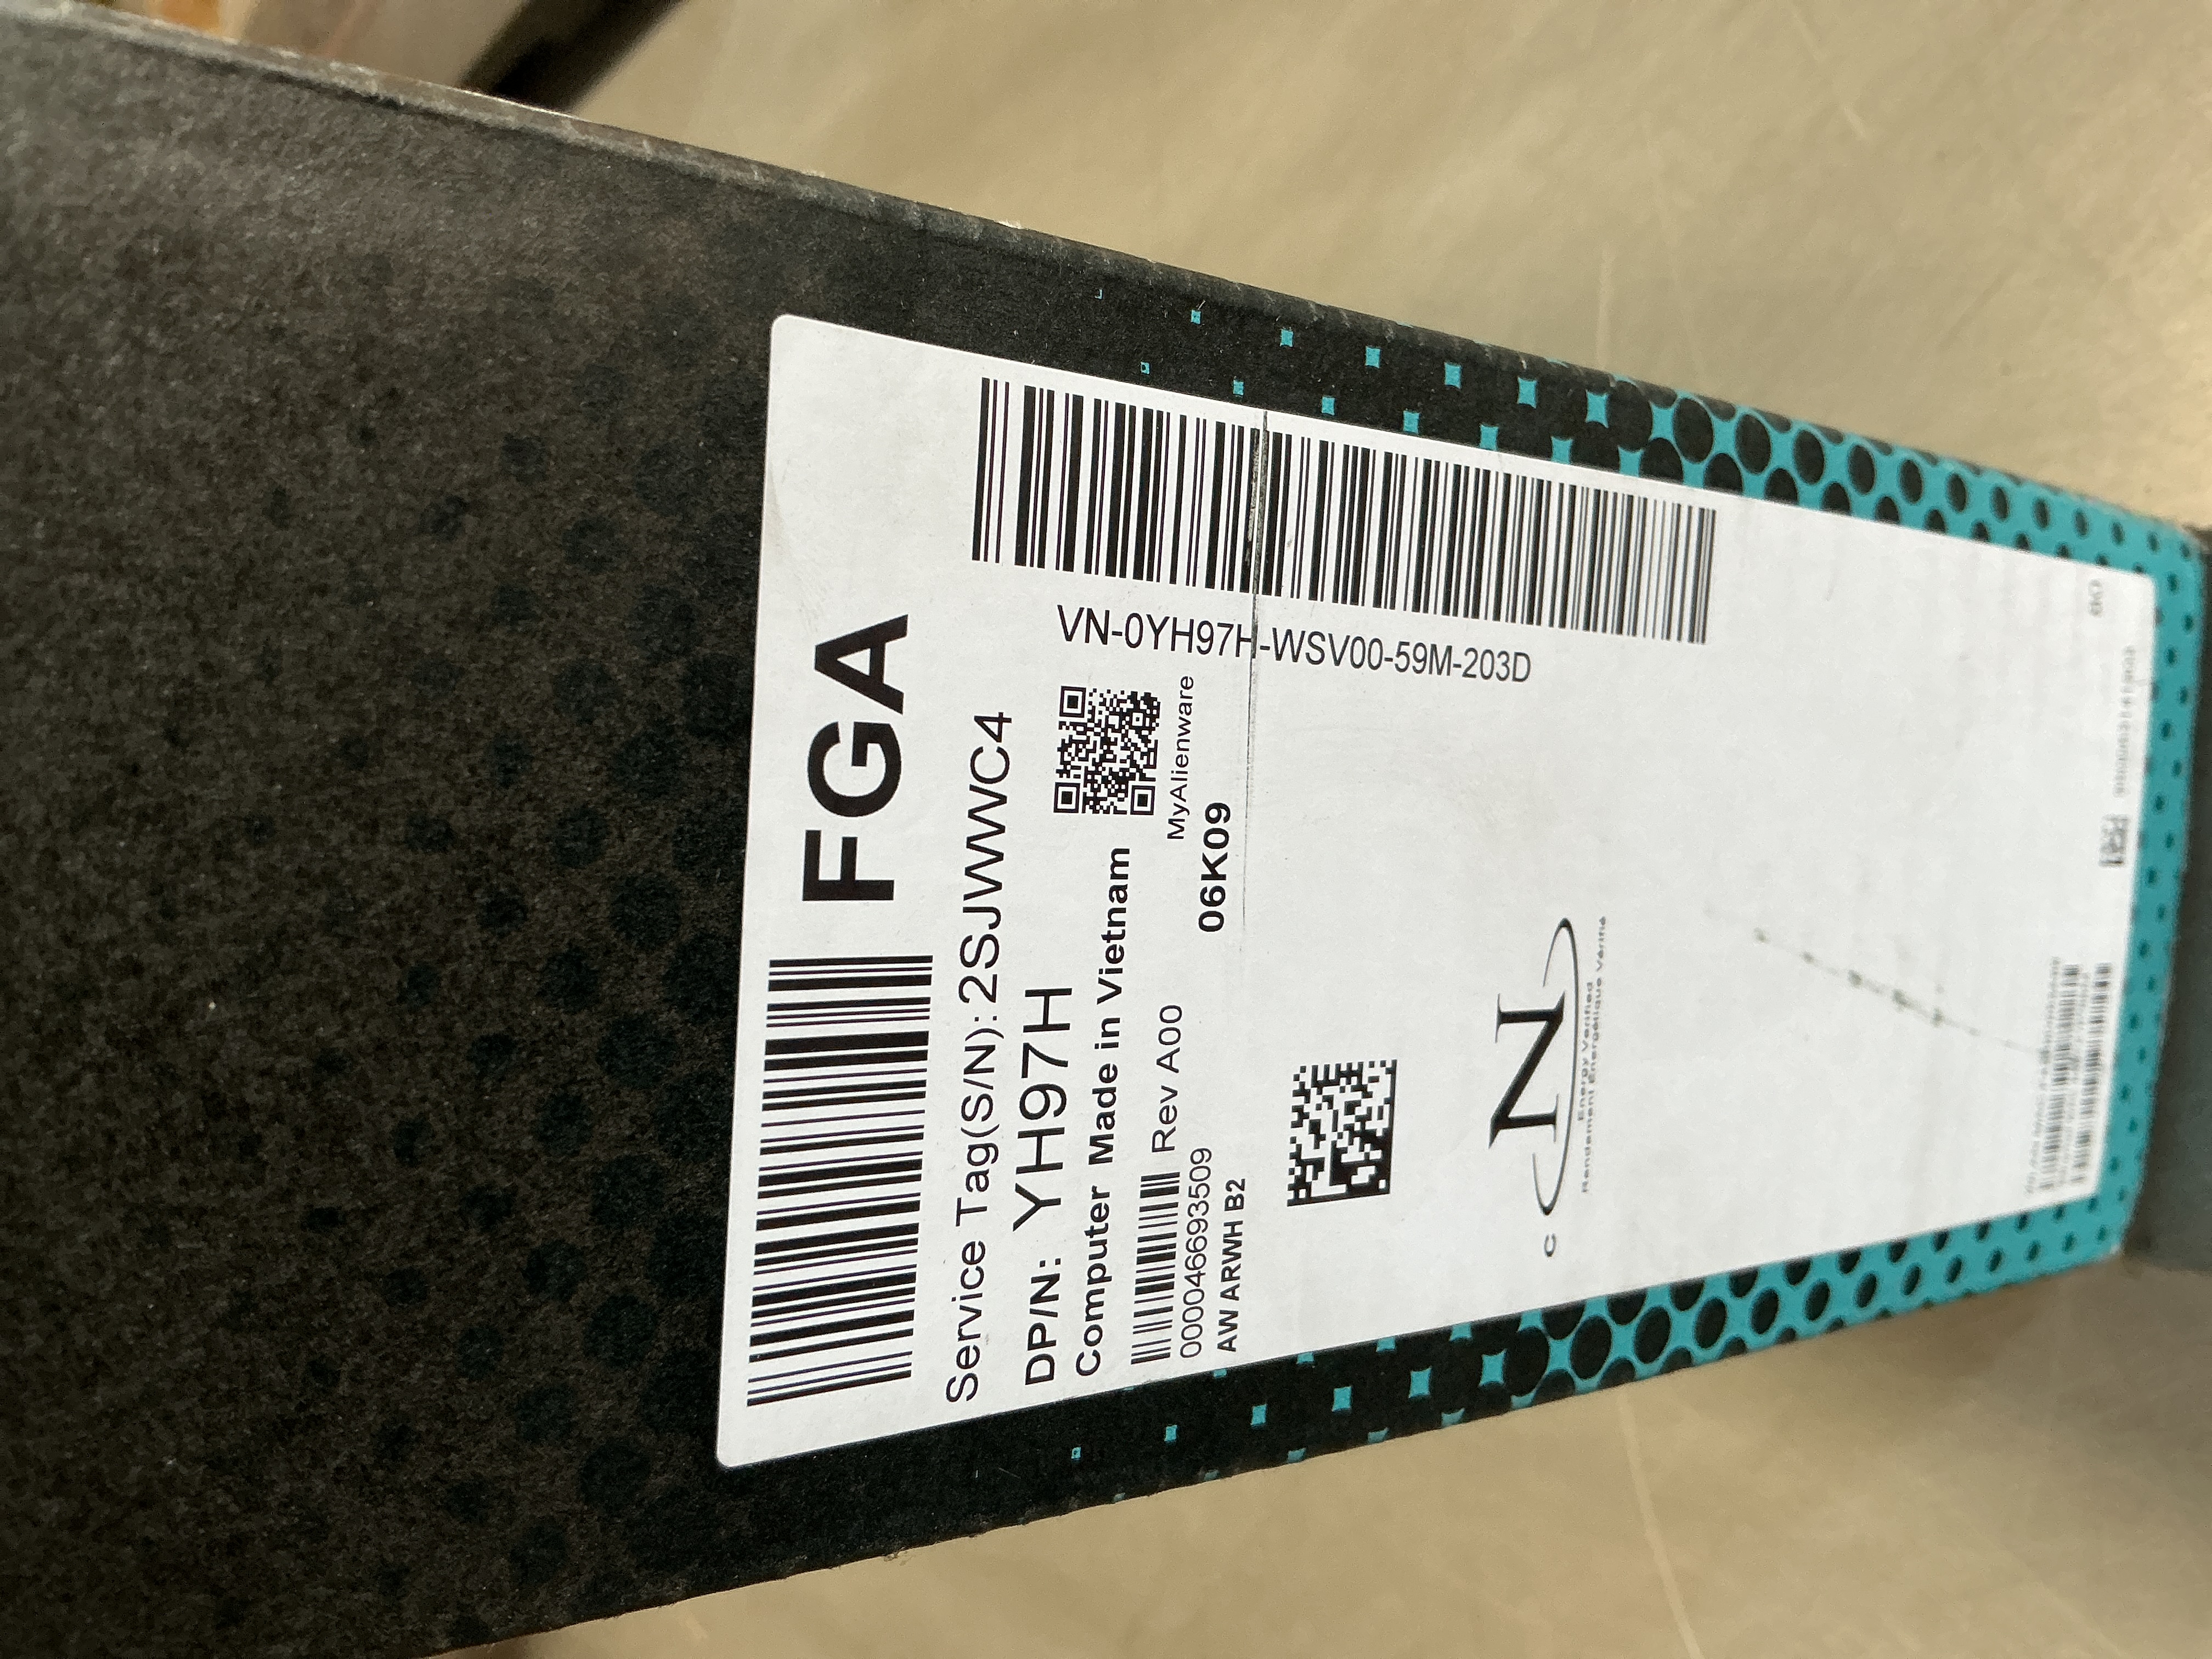 FGA
Service Tag(S/N):2SJWWC4
DP/N: YH97H
Computer Made in Vietnam
Rev A00
MyAlienware
0000466693509
06K09
AW ARWH B2
VN-0YH97H-WSV00-59M-203D
N
C
Energy Verified
Rendement Énergétique Vérifié